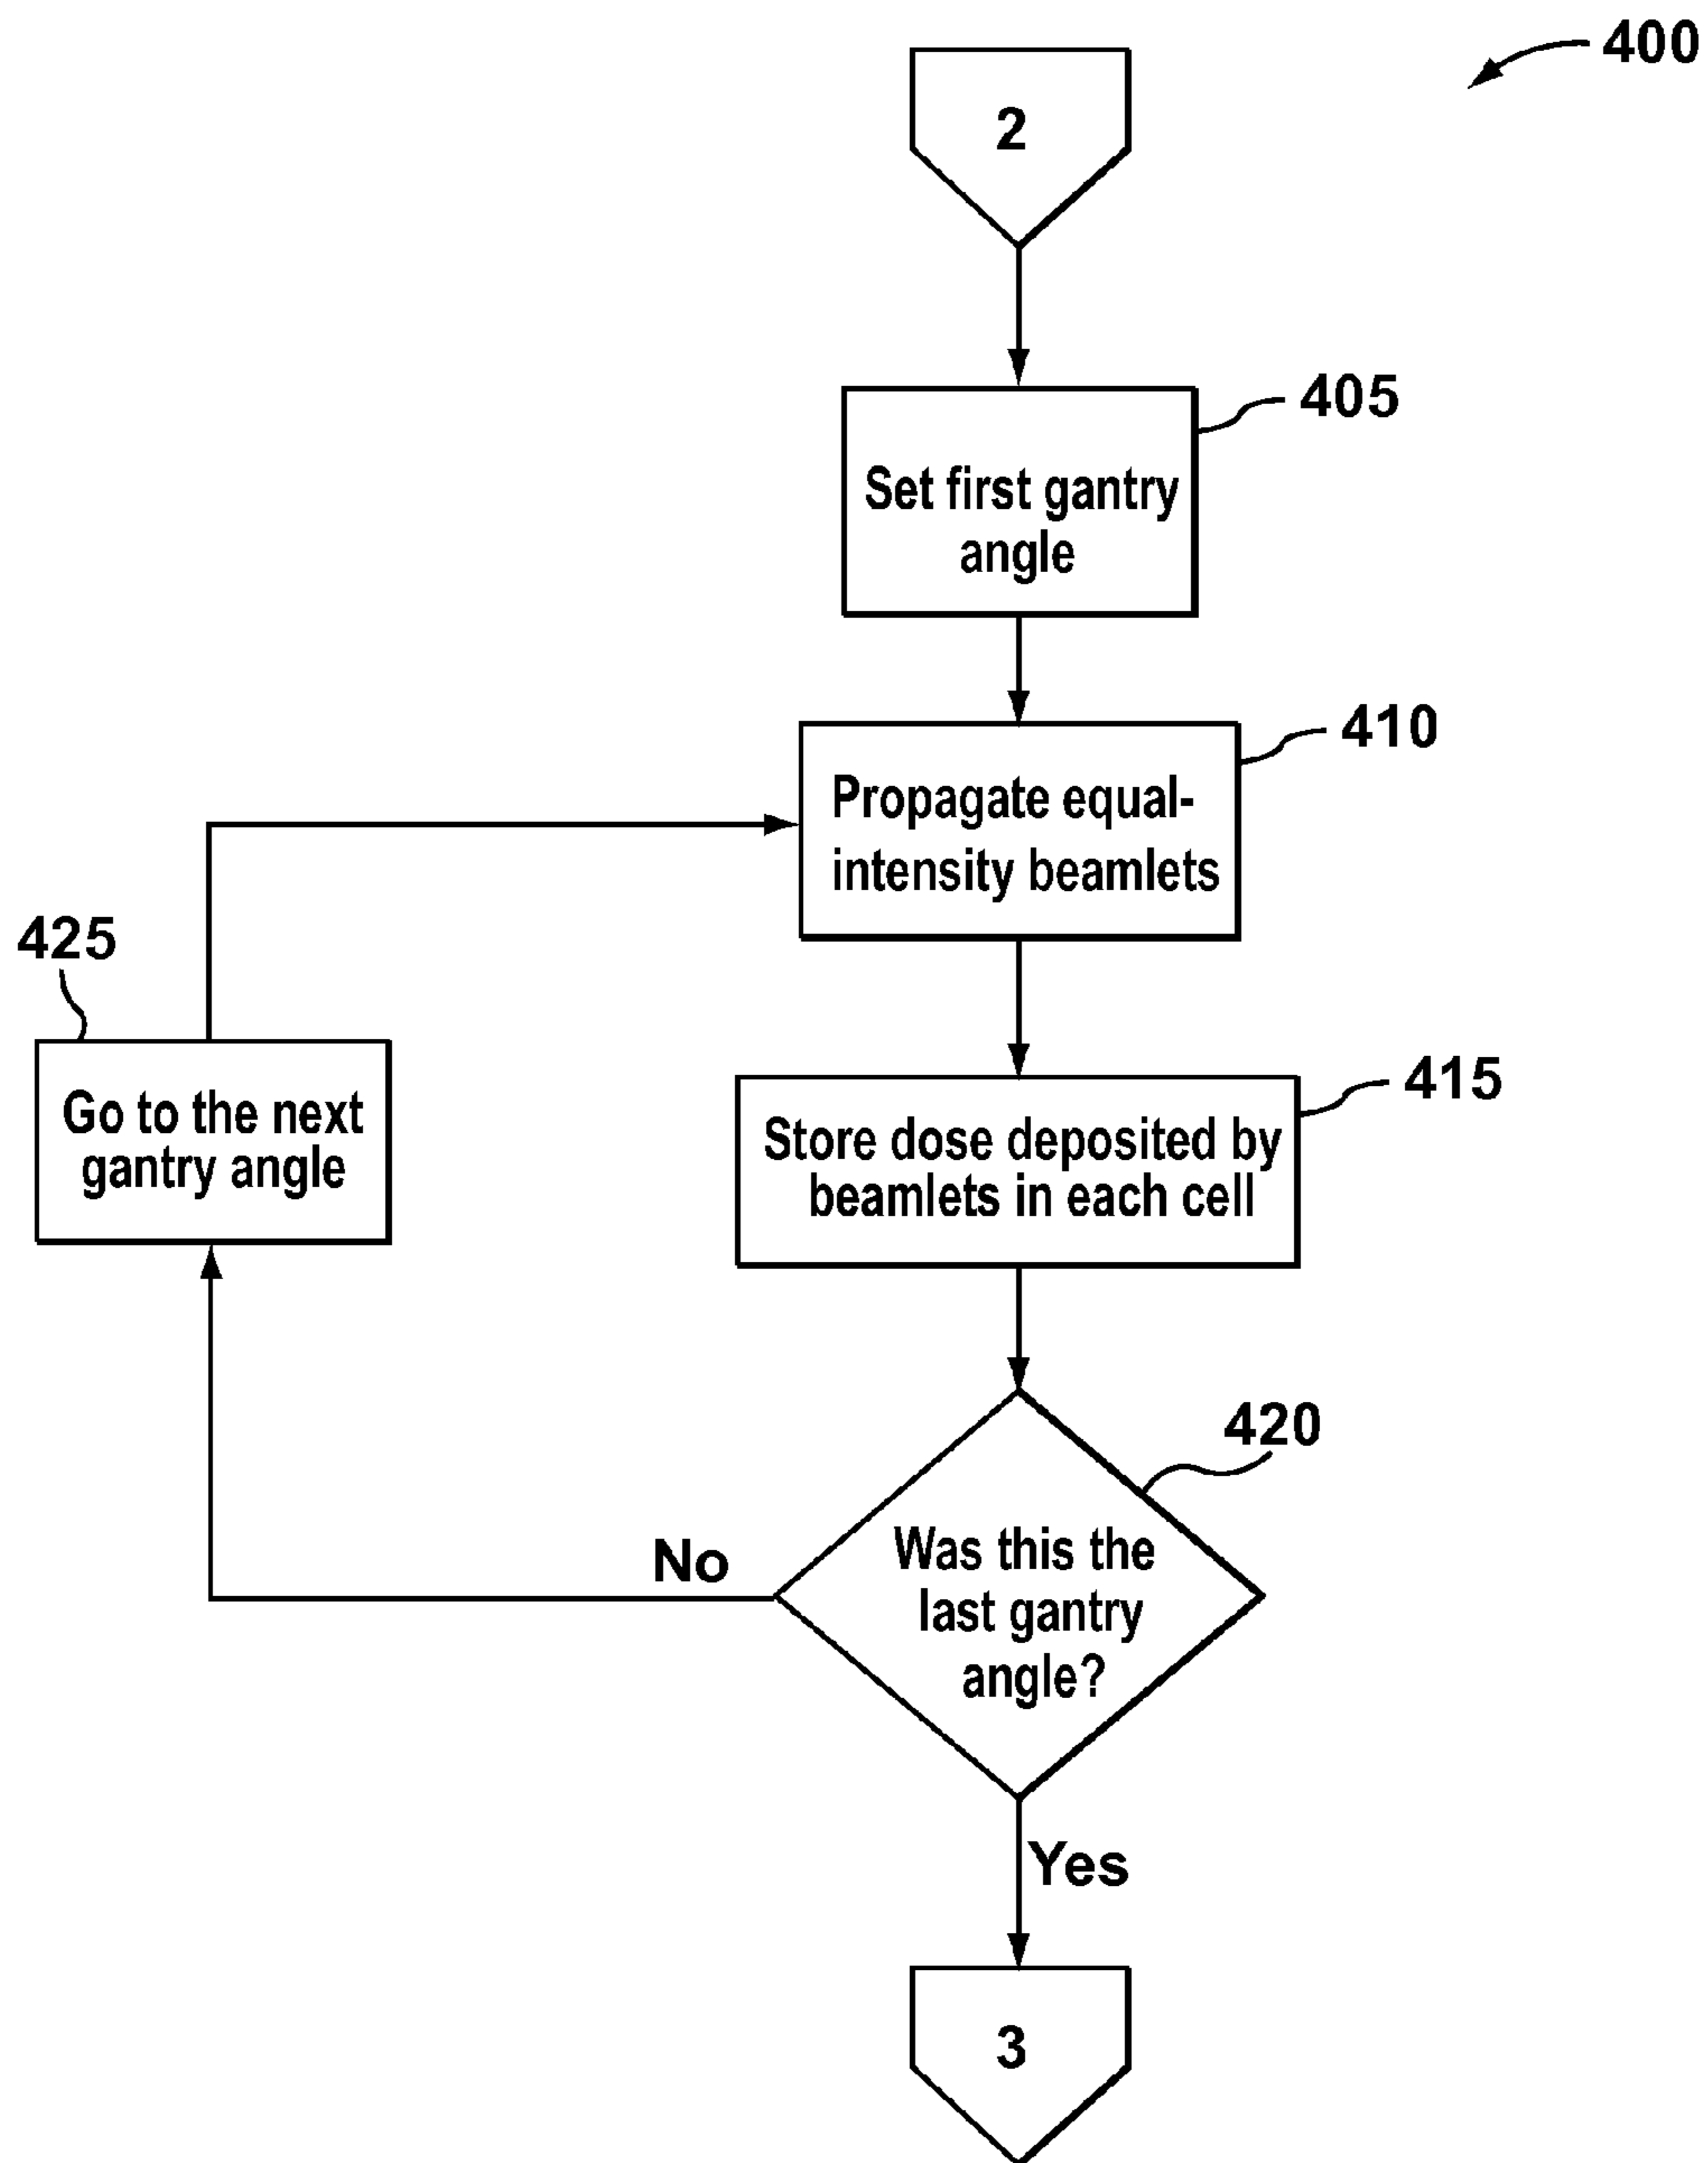 400
2
405
Set first gantry
angle
410
Propagate equal-
intensity beamlets
425
Go to the next
gantry angle
415
Store dose deposited by
beamlets in each cell
420
Was this the
last gantry
angle?
No
Yes
3